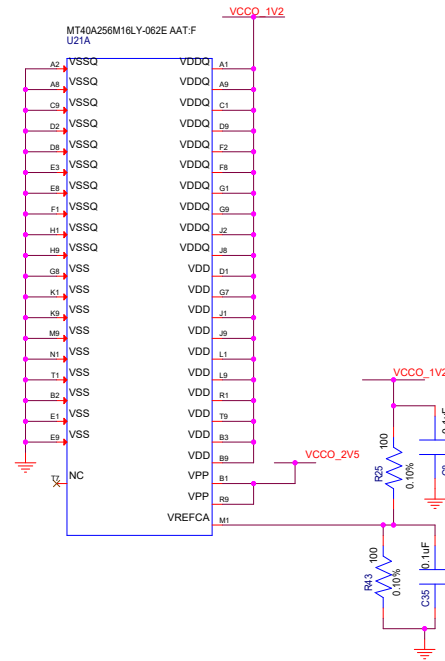 VCCO_1V2
MT40A256M16LY-062E AAT:F
U21A
A2 VSSQ VDDQ A1
A8 VSSQ VDDQ A9
C9 VSSQ VDDQ C1
D2 VSSQ VDDQ D9
D8 VSSQ VDDQ F2
E3 VSSQ VDDQ F8
E8 VSSQ VDDQ G1
F1 VSSQ VDDQ G9
H1 VSSQ VDDQ J2
H9 VSSQ VDDQ J8
G8 VSS VDD D1
K1 VSS VDD G7
K9 VSS VDD J1
M9 VSS VDD J9
N1 VSS VDD L1
T1 VSS VDD L9
B2 VSS VDD R1
E1 VSS VDD T9
E9 VSS VDD B3
VDD B9
T7 NC VPP B1
VPP R9
VREFCA M1
VCCO_2V5
VCCO_1V2
R25
100
0.10%
0.1uF
R43
100
0.10%
0.1uF
C35